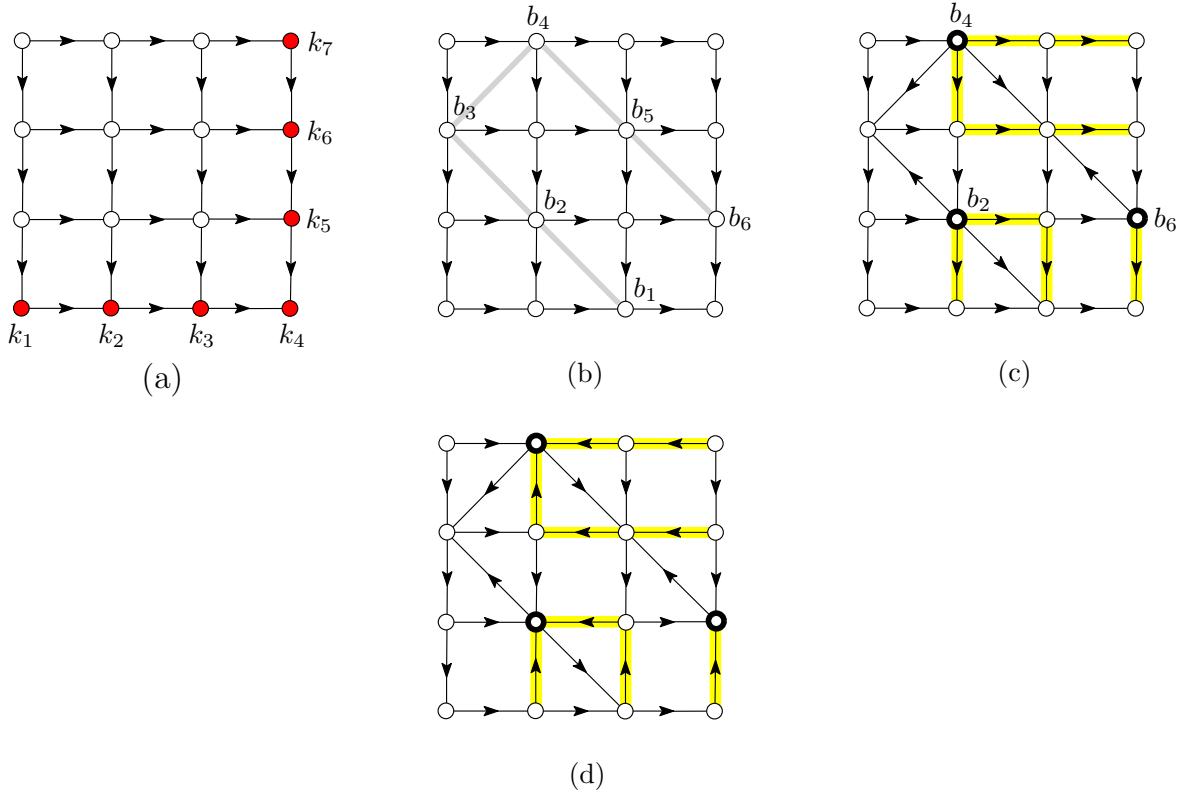 k₇
k₆
k₅
k₁ k₂ k₃ k₄
(a)
b₄
b₃ b₅
b₂ b₆
b₁
(b)
b₄
b₂ b₆
(c)
(d)